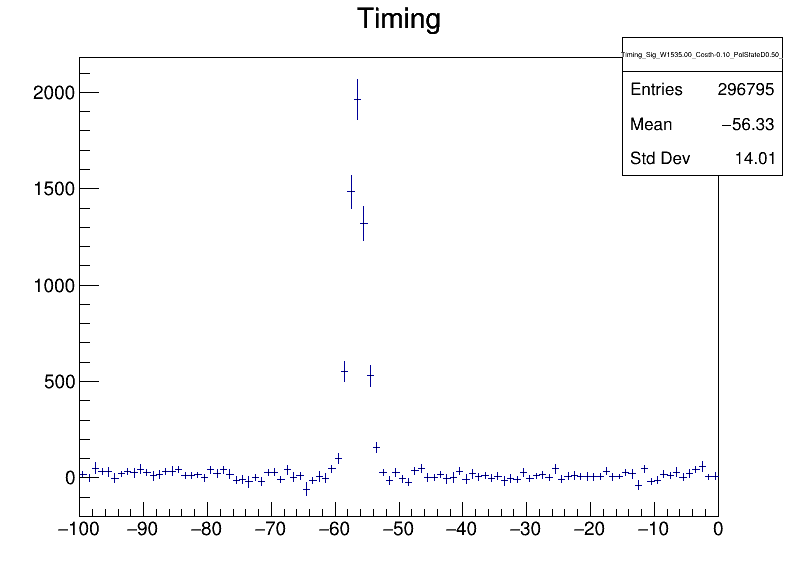 Timing
Timing_Sig_W1535.00_Costh-0.10_PolStateD0.50_
Entries 296795
Mean −56.33
Std Dev 14.01
2000
1500
1000
500
0
−100 −90 −80 −70 −60 −50 −40 −30 −20 −10 0